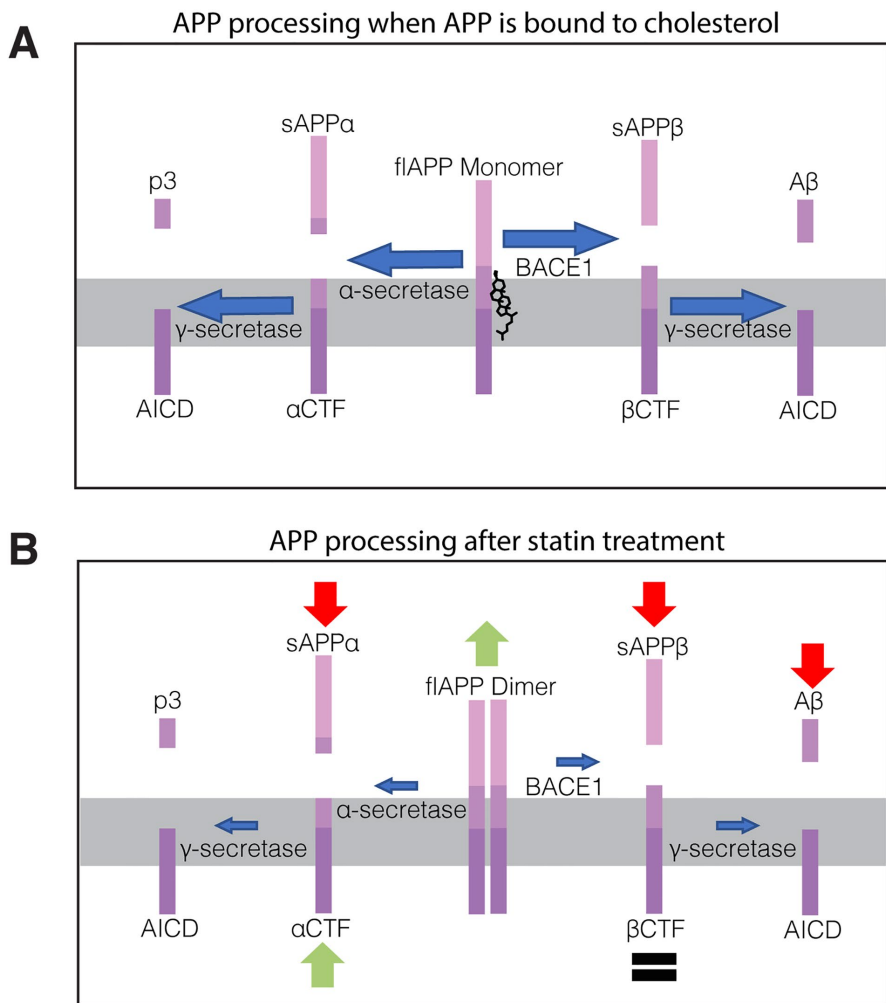 APP processing when APP is bound to cholesterol
A
sAPPα
sAPPβ
flAPP Monomer
p3
Aβ
BACE1
α-secretase
γ-secretase
γ-secretase
AICD
αCTF
βCTF
AICD
B
APP processing after statin treatment
sAPPα
sAPPβ
flAPP Dimer
p3
Aβ
BACE1
α-secretase
γ-secretase
γ-secretase
AICD
αCTF
βCTF
AICD